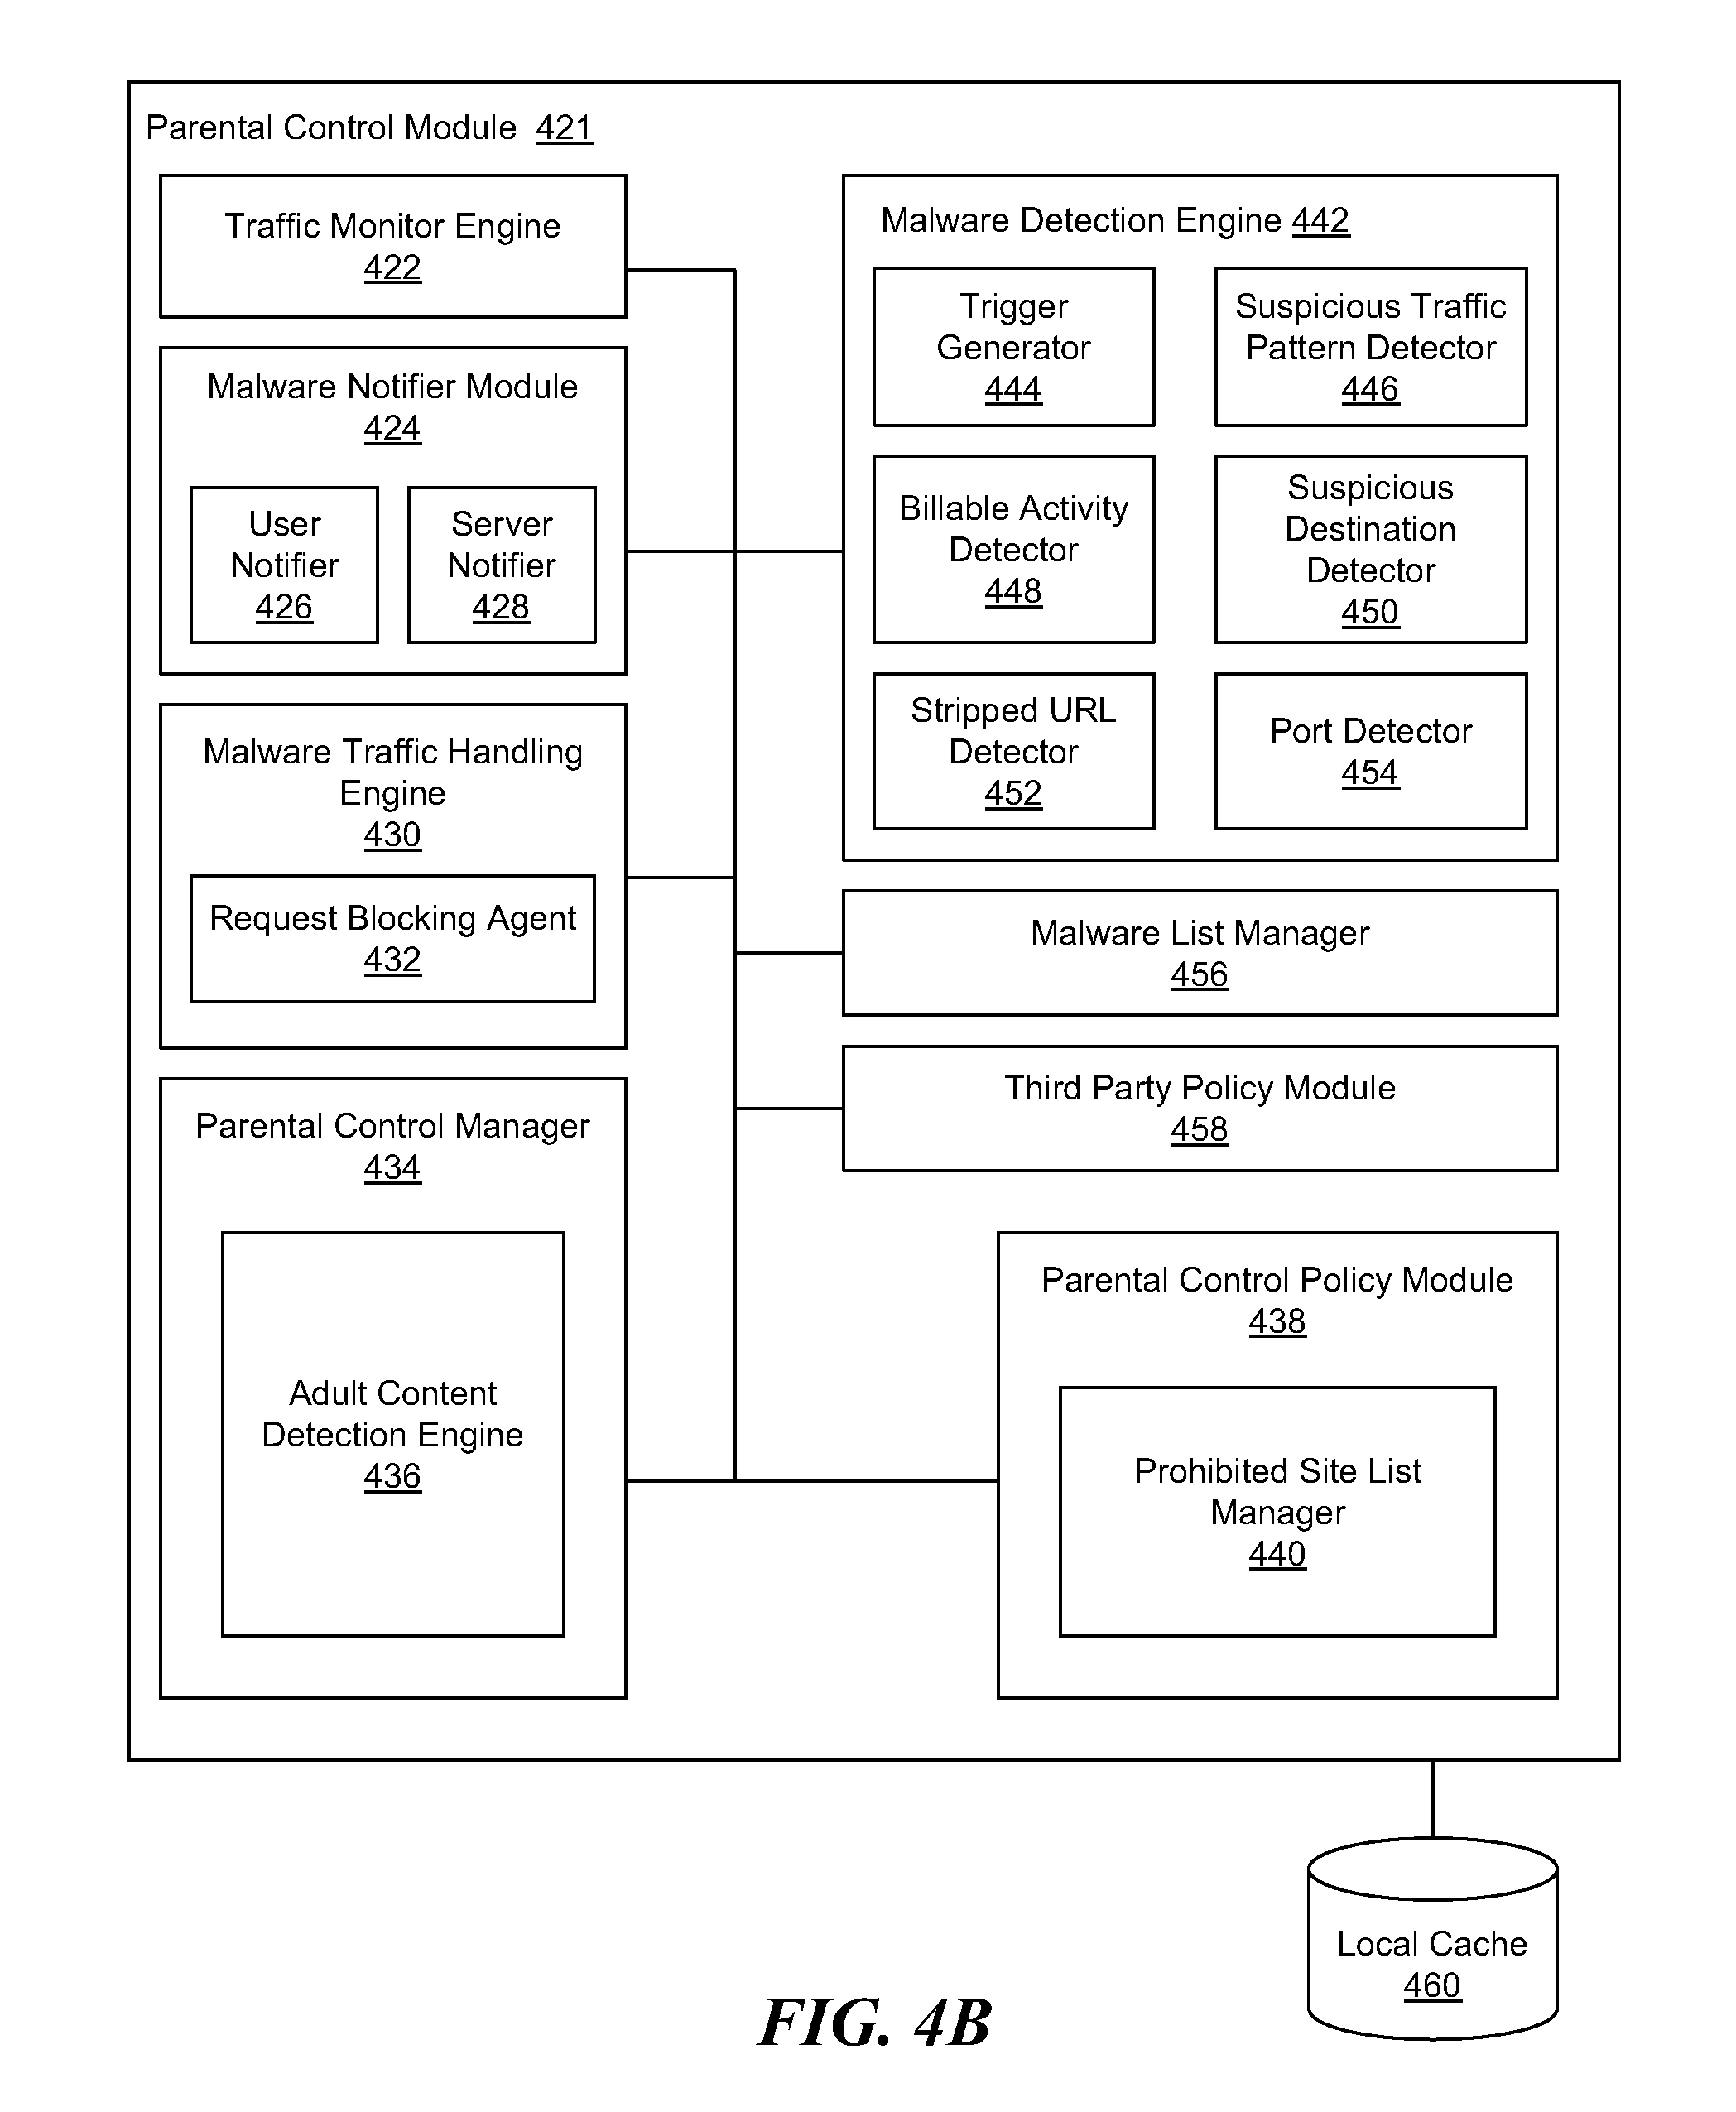 Parental Control Module 421
Traffic Monitor Engine
422
Malware Notifier Module
424
User
Notifier
426
Server
Notifier
428
Malware Traffic Handling
Engine
430
Request Blocking Agent
432
Parental Control Manager
434
Adult Content
Detection Engine
436
Malware Detection Engine 442
Trigger
Generator
444
Suspicious Traffic
Pattern Detector
446
Billable Activity
Detector
448
Suspicious
Destination
Detector
450
Stripped URL
Detector
452
Port Detector
454
Malware List Manager
456
Third Party Policy Module
458
Parental Control Policy Module
438
Prohibited Site List
Manager
440
Local Cache
460
FIG. 4B